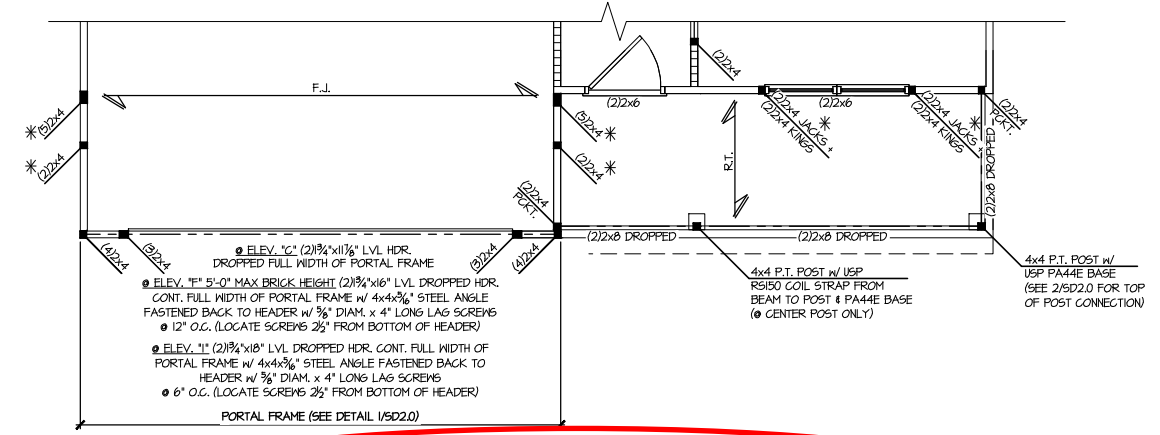 F.J.
(2)2x4
(2)2x6
(2)2x6
(5)2x4
(2)2x4
(5)2x4
(2)2x4
(2)2x4 JACKS +
(2)2x4 KINGS
(2)2x4 JACKS +
(2)2x4 KINGS
(2)2x4
PCKT.
(2)2x8 DROPPED
R.T.
(2)2x4
PCKT.
(4)2x4
(3)2x4
(3)2x4
(4)2x4
(2)2x8 DROPPED
(2)2x8 DROPPED
@ ELEV. "C" (2)1¾"x11⅞" LVL HDR.
DROPPED FULL WIDTH OF PORTAL FRAME
@ ELEV. "F" 5'-0" MAX BRICK HEIGHT (2)1¾"x16" LVL DROPPED HDR.
CONT. FULL WIDTH OF PORTAL FRAME w/ 4x4x5/16" STEEL ANGLE
FASTENED BACK TO HEADER w/ ⅝" DIAM. x 4" LONG LAG SCREWS
@ 12" O.C. (LOCATE SCREWS 2½" FROM BOTTOM OF HEADER)
@ ELEV. "I" (2)1¾"x18" LVL DROPPED HDR. CONT. FULL WIDTH OF
PORTAL FRAME w/ 4x4x5/16" STEEL ANGLE FASTENED BACK TO
HEADER w/ ⅝" DIAM. x 4" LONG LAG SCREWS
@ 6" O.C. (LOCATE SCREWS 2½" FROM BOTTOM OF HEADER)
PORTAL FRAME (SEE DETAIL 1/SD2.0)
4x4 P.T. POST w/ USP
RS150 COIL STRAP FROM
BEAM TO POST & PA44E BASE
(@ CENTER POST ONLY)
4x4 P.T. POST w/
USP PA44E BASE
(SEE 2/SD2.0 FOR TOP
OF POST CONNECTION)